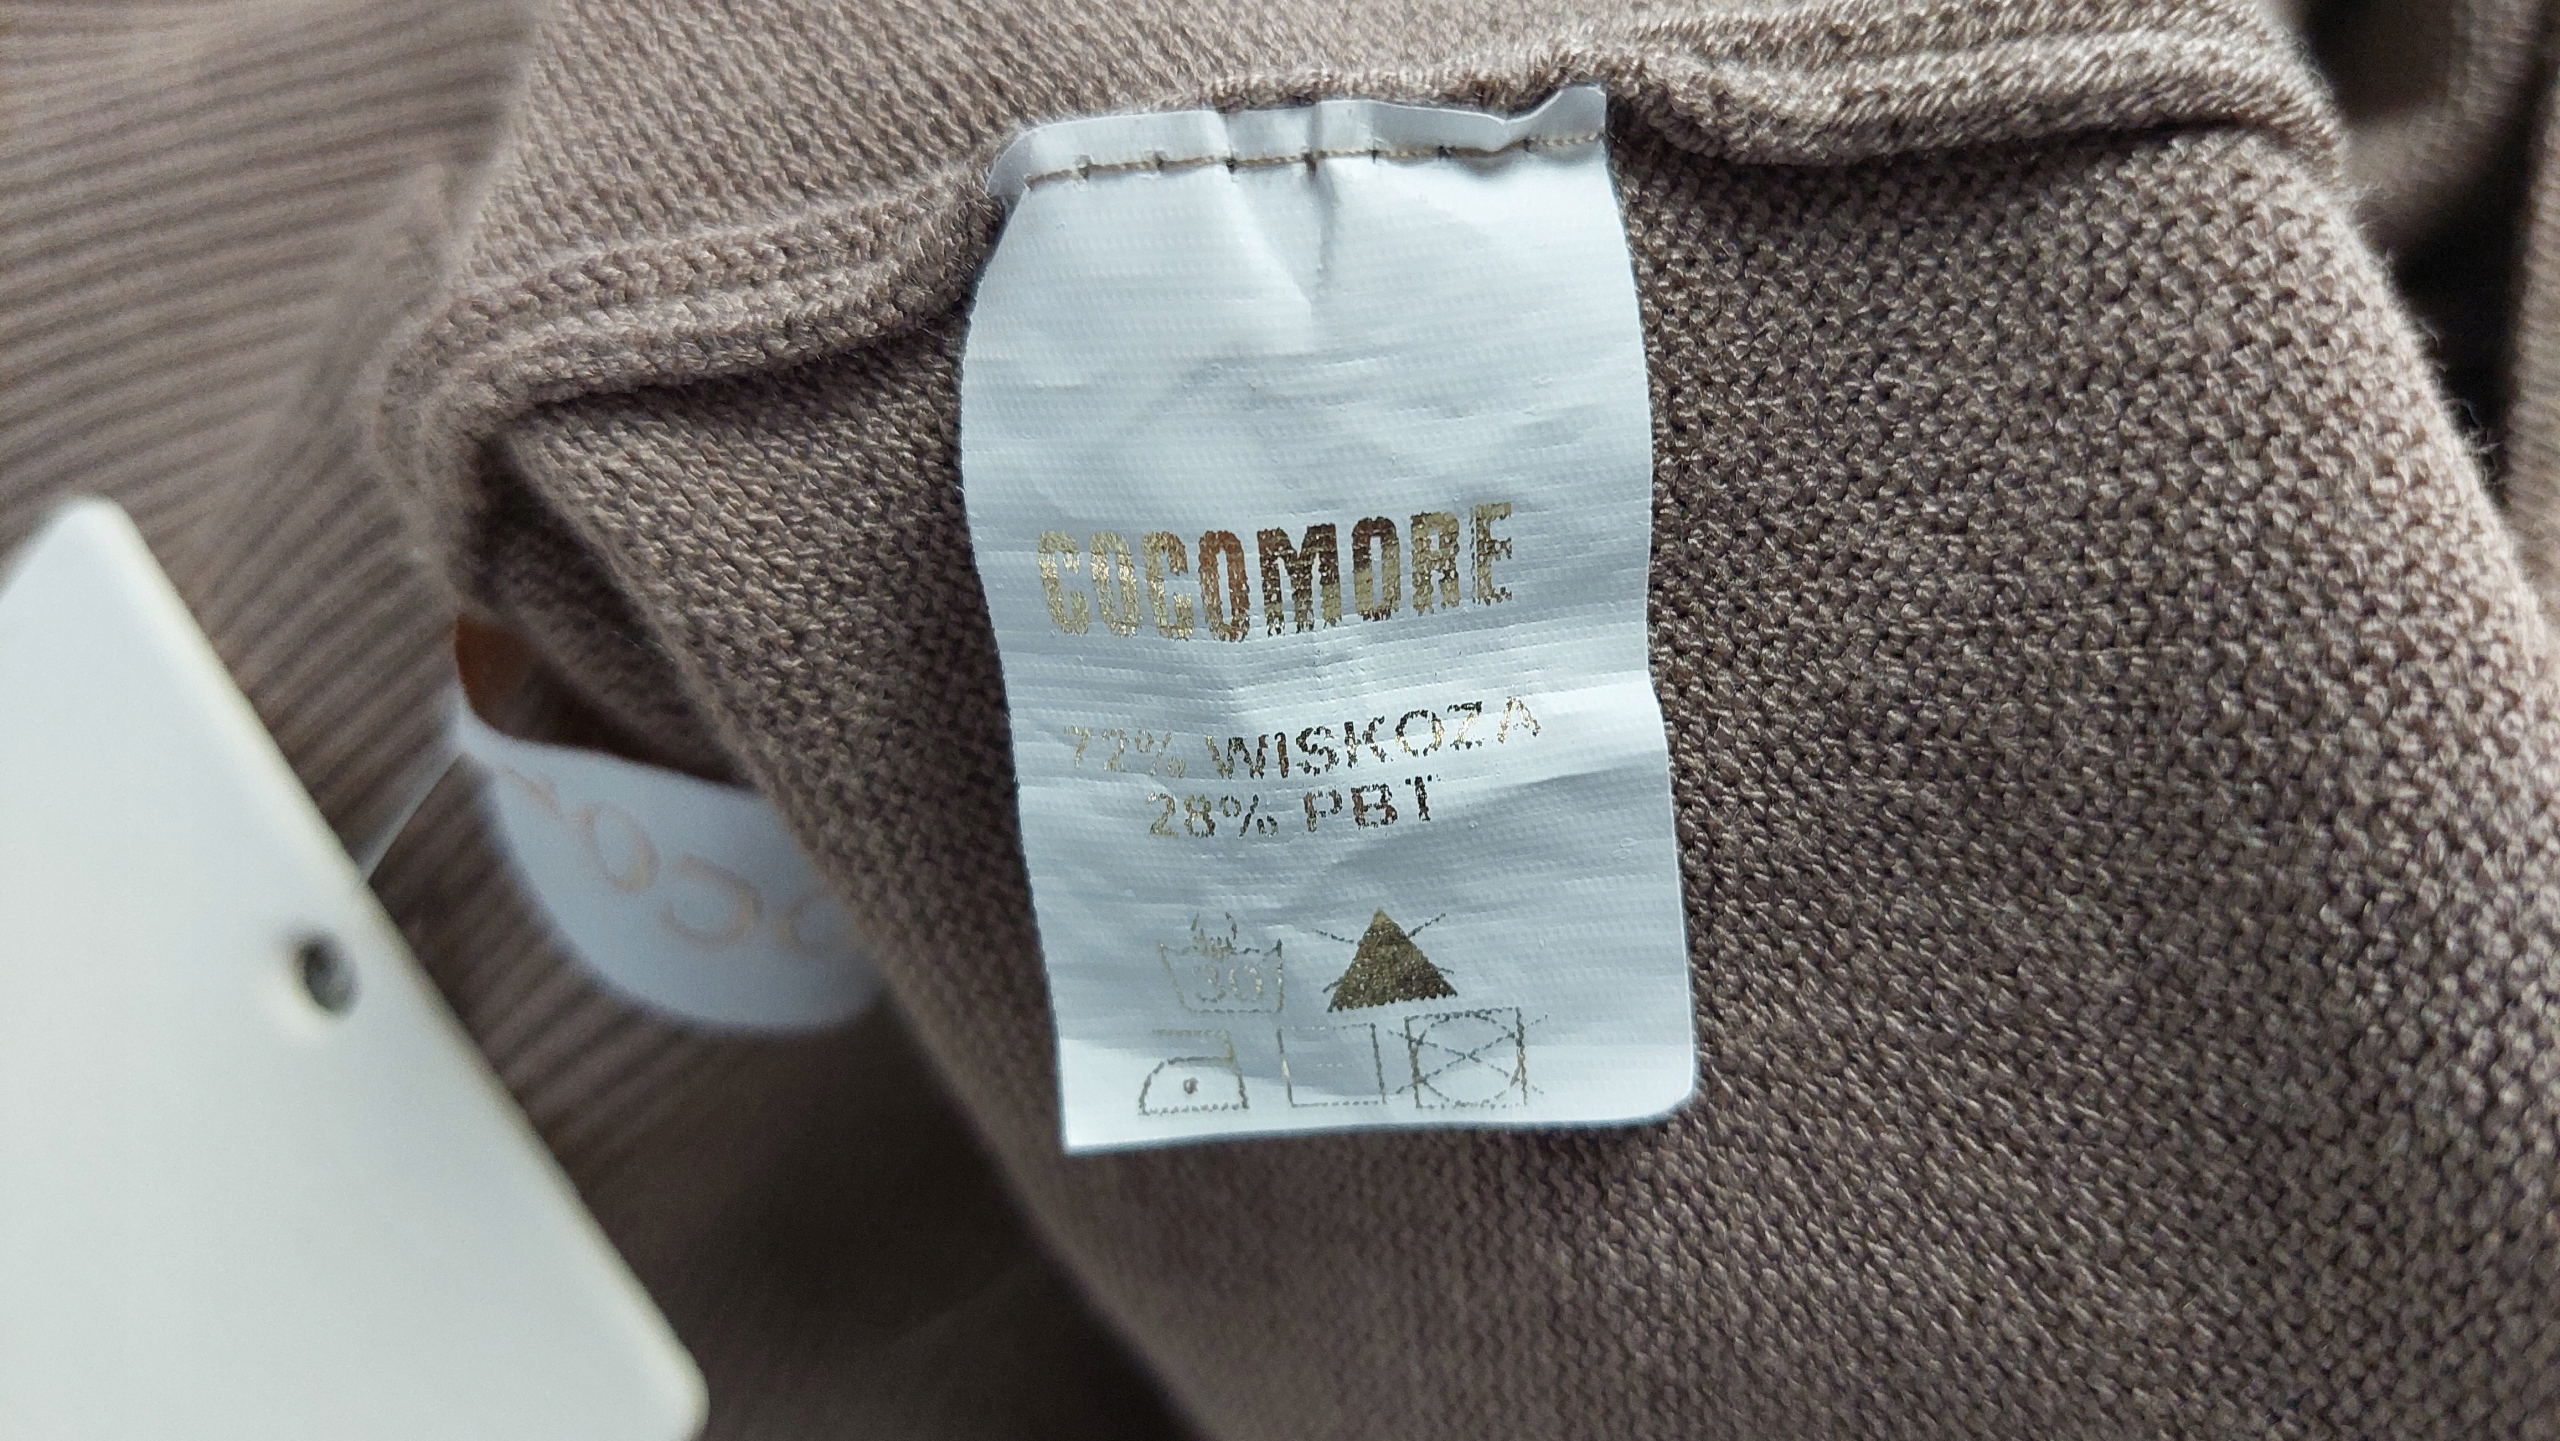 COCOMORE
72% WISKOZA
28% PBT
30